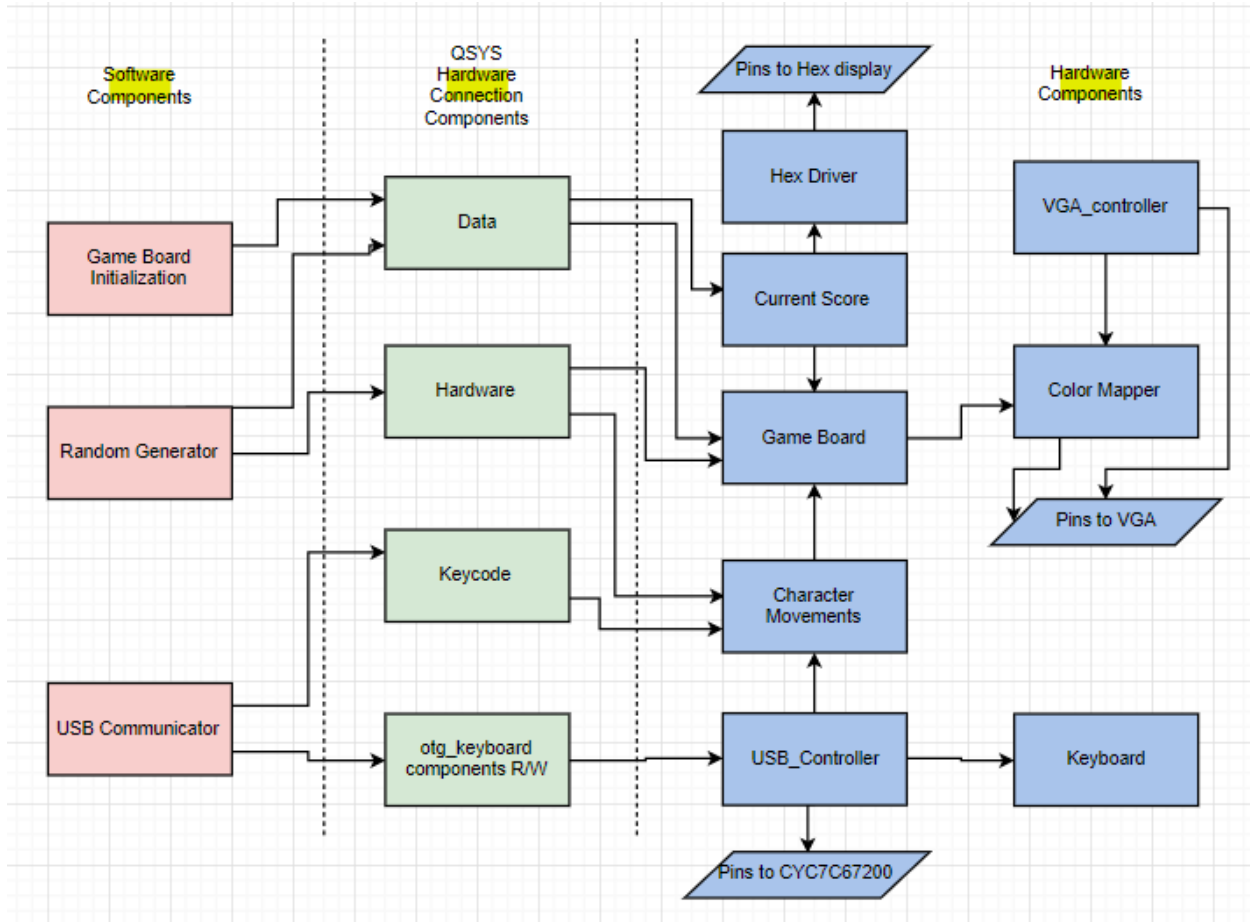 Software
Components
QSYS
Hardware
Connection
Components
Hardware
Components
Pins to Hex display
Hex Driver
VGA_controller
Data
Game Board
Initialization
Current Score
Hardware
Color Mapper
Random Generator
Game Board
Pins to VGA
Keycode
Character
Movements
USB Communicator
otg_keyboard
components R/W
USB_Controller
Keyboard
Pins to CYC7C67200